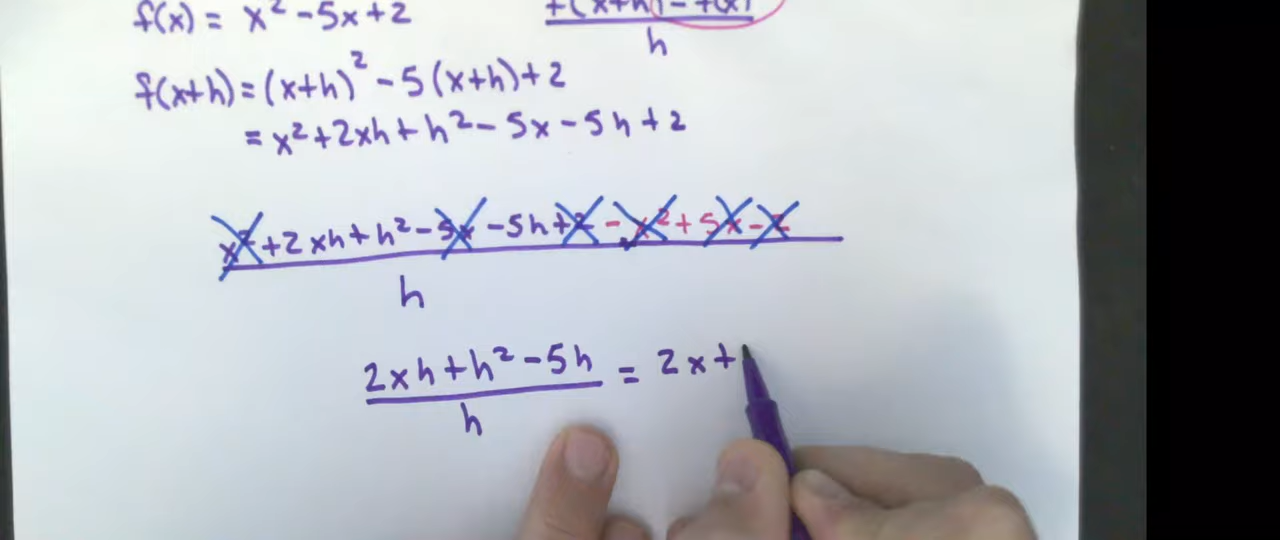 f(x) = x² - 5x + 2
f(x+h) - f(x)
h
f(x+h) = (x+h)² - 5(x+h) + 2
= x² + 2xh + h² - 5x - 5h + 2
x² + 2xh + h² - 5x - 5h + 2 - x² + 5x - 2
h
2xh + h² - 5h = 2x +
h